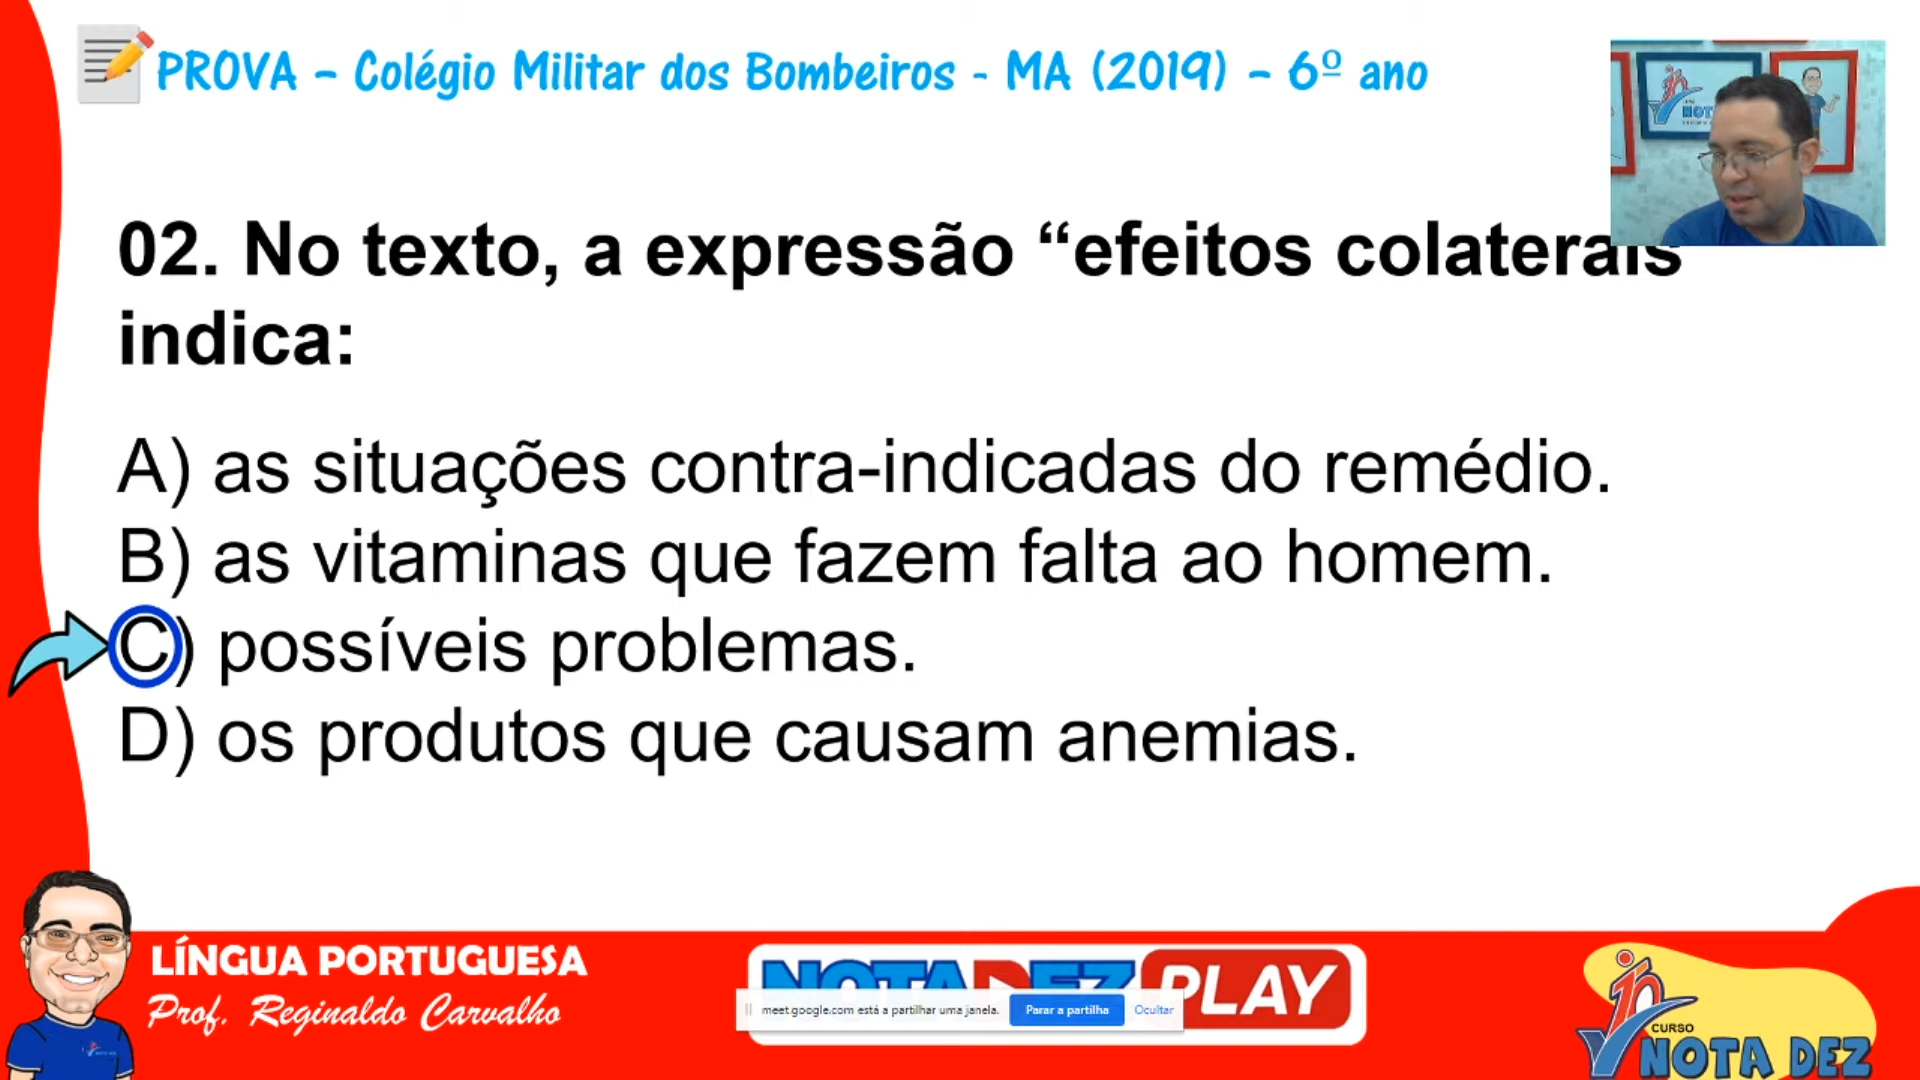 PROVA – Colégio Militar dos Bombeiros - MA (2019) – 6º ano
02. No texto, a expressão “efeitos colaterais
indica:
A) as situações contra-indicadas do remédio.
B) as vitaminas que fazem falta ao homem.
C) possíveis problemas.
D) os produtos que causam anemias.
LÍNGUA PORTUGUESA
Prof. Reginaldo Carvalho
NOTA DEZ PLAY
meet.google.com está a partilhar uma janela. Parar a partilha Ocultar
CURSO
NOTA DEZ